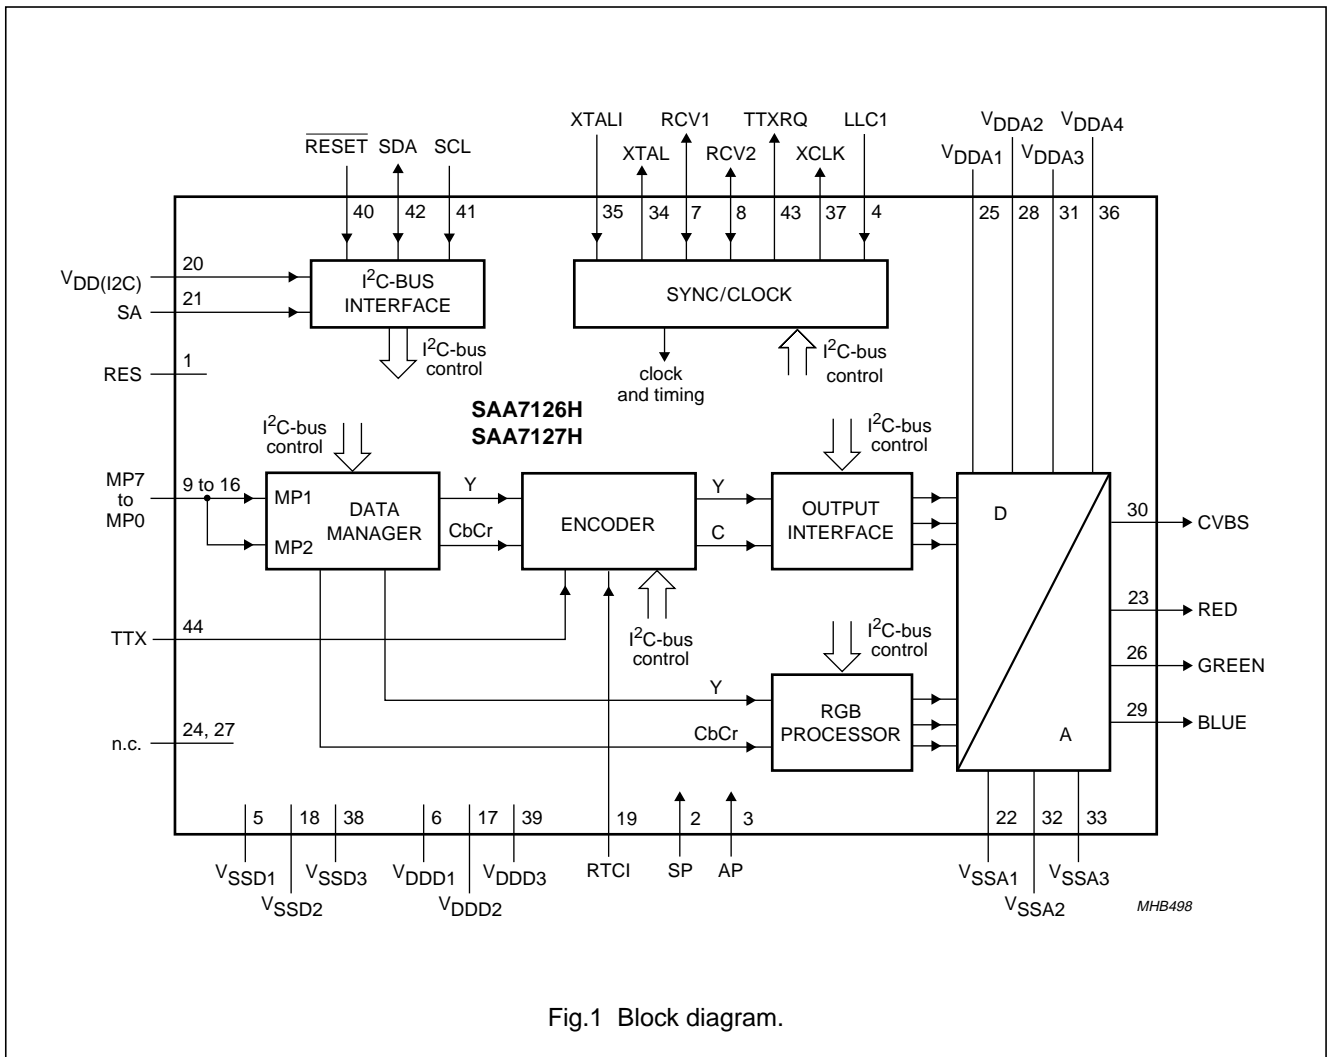 XTALI RCV1 TTXRQ LLC1 VDDA2 VDDA4
RESET SDA SCL XTAL RCV2 XCLK VDDA1 VDDA3
40 42 41 35 34 7 8 43 37 4 25 28 31 36
VDD(I2C) 20
SA 21
I2C-BUS
INTERFACE
SYNC/CLOCK
I2C-bus
control
clock
and timing
I2C-bus
control
RES 1
SAA7126H
SAA7127H
I2C-bus
control
I2C-bus
control
MP7
to
MP0
9 to 16
MP1
MP2
DATA
MANAGER
Y
CbCr
ENCODER
Y
C
OUTPUT
INTERFACE
D
A
30 CVBS
23 RED
26 GREEN
29 BLUE
TTX 44
I2C-bus
control
I2C-bus
control
Y
CbCr
RGB
PROCESSOR
n.c. 24, 27
5 18 38 6 17 39 19 2 3 22 32 33
VSSD1 VSSD3 VDDD1 VDDD3 RTCI SP AP VSSA1 VSSA3
VSSD2 VDDD2 VSSA2
MHB498
Fig.1 Block diagram.